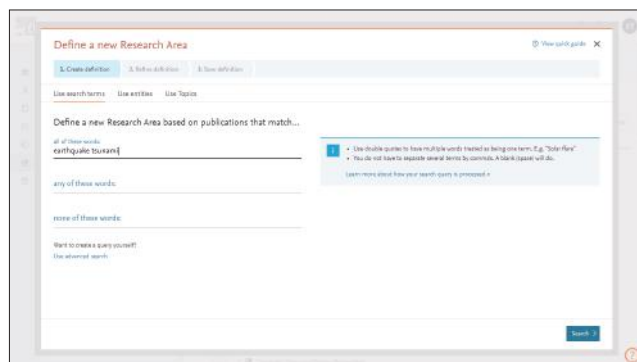 Define a new Research Area
View quick guide
1. Create definition 2. Refine definition 3. Save definition
Use search terms Use entities Use Topics
Define a new Research Area based on publications that match...
all of these words:
earthquake tsunami
• Use double quotes to have multiple words treated as being one term. E.g. "Solar flare"
• You do not have to separate several terms by commas. A blank (space) will do.
Learn more about how your search query is processed
any of these words:
none of these words:
Want to create a query yourself?
Use advanced search
Search